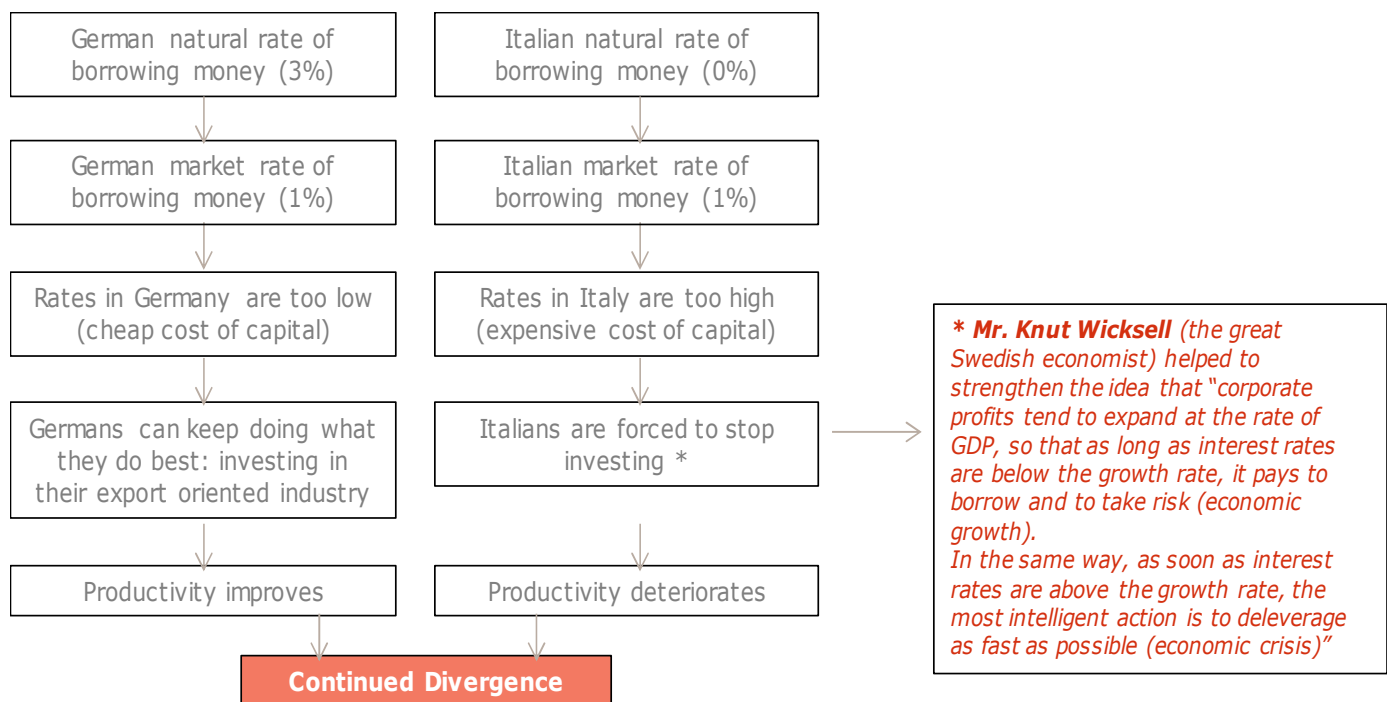 German natural rate of
borrowing money (3%)
Italian natural rate of
borrowing money (0%)
German market rate of
borrowing money (1%)
Italian market rate of
borrowing money (1%)
Rates in Germany are too low
(cheap cost of capital)
Rates in Italy are too high
(expensive cost of capital)
Germans can keep doing what
they do best: investing in
their export oriented industry
Italians are forced to stop
investing *
* Mr. Knut Wicksell (the great
Swedish economist) helped to
strengthen the idea that “corporate
profits tend to expand at the rate of
GDP, so that as long as interest rates
are below the growth rate, it pays to
borrow and to take risk (economic
growth).
In the same way, as soon as interest
rates are above the growth rate, the
most intelligent action is to deleverage
as fast as possible (economic crisis)”
Productivity improves
Productivity deteriorates
Continued Divergence